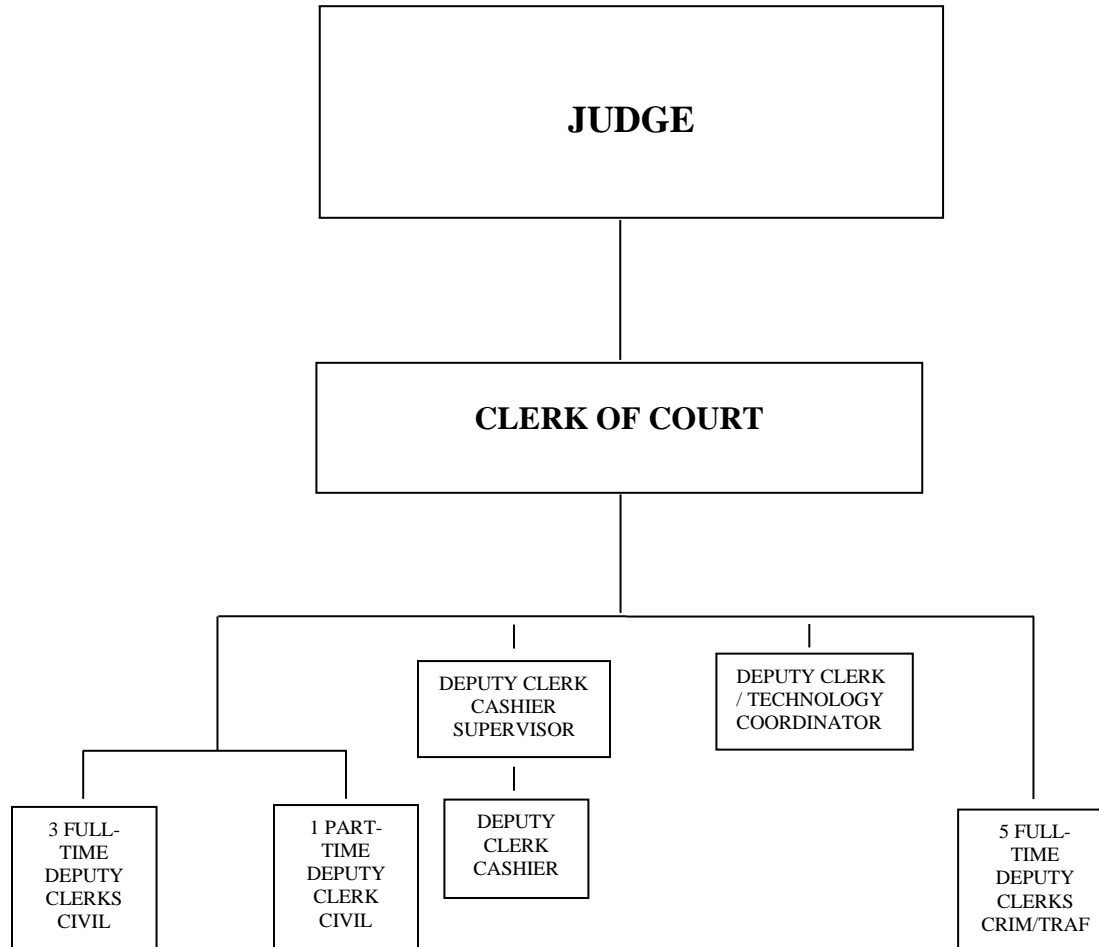 JUDGE
CLERK OF COURT
DEPUTY CLERK
CASHIER
SUPERVISOR
DEPUTY CLERK
/ TECHNOLOGY
COORDINATOR
3 FULL-
TIME
DEPUTY
CLERKS
CIVIL
1 PART-
TIME
DEPUTY
CLERK
CIVIL
DEPUTY
CLERK
CASHIER
5 FULL-
TIME
DEPUTY
CLERKS
CRIM/TRAF